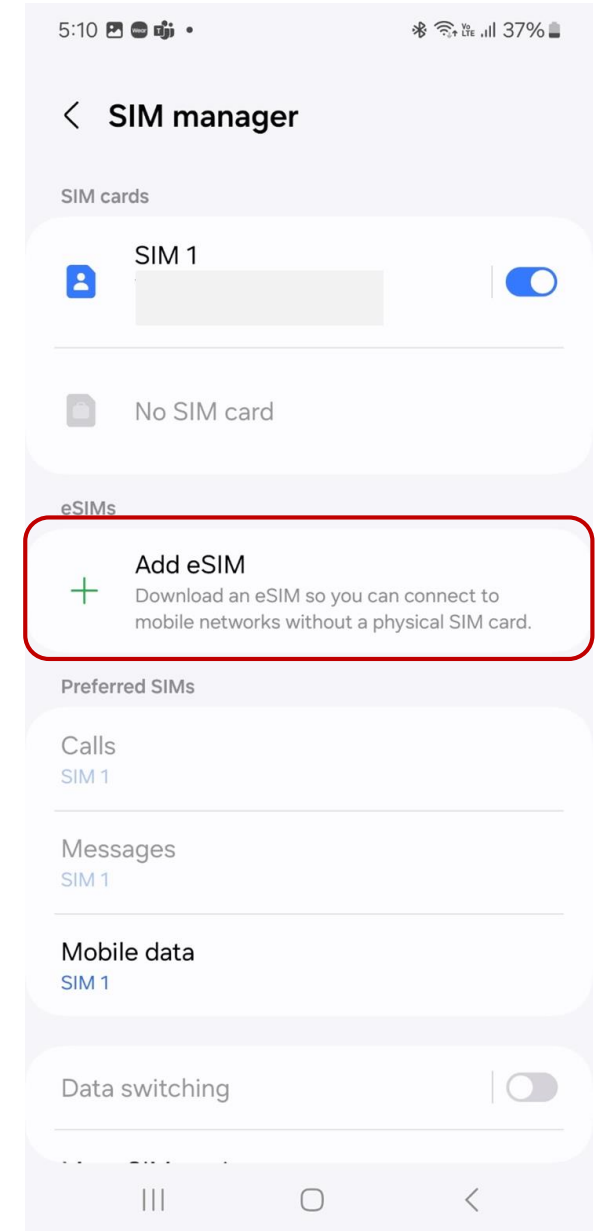 5:10 Wear 37%
SIM manager
SIM cards
SIM 1
No SIM card
eSIMs
Add eSIM
Download an eSIM so you can connect to
mobile networks without a physical SIM card.
Preferred SIMs
Calls
SIM 1
Messages
SIM 1
Mobile data
SIM 1
Data switching